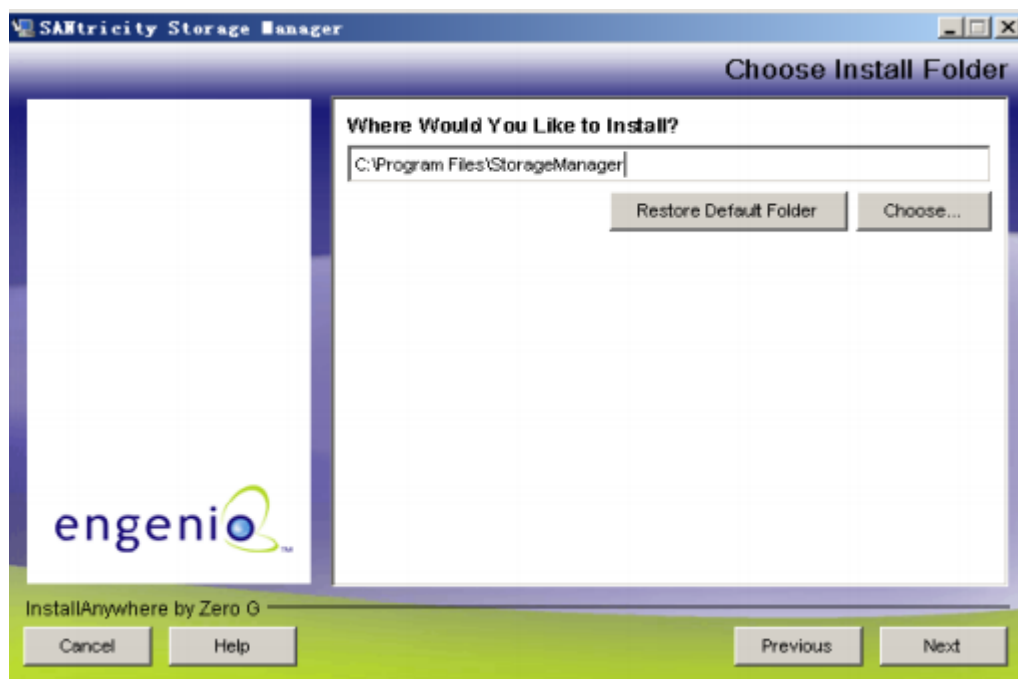 SANtricity Storage Manager
Choose Install Folder
Where Would You Like to Install?
C:\Program Files\StorageManager
Restore Default Folder
Choose...
engenio
TM
InstallAnywhere by Zero G
Cancel
Help
Previous
Next